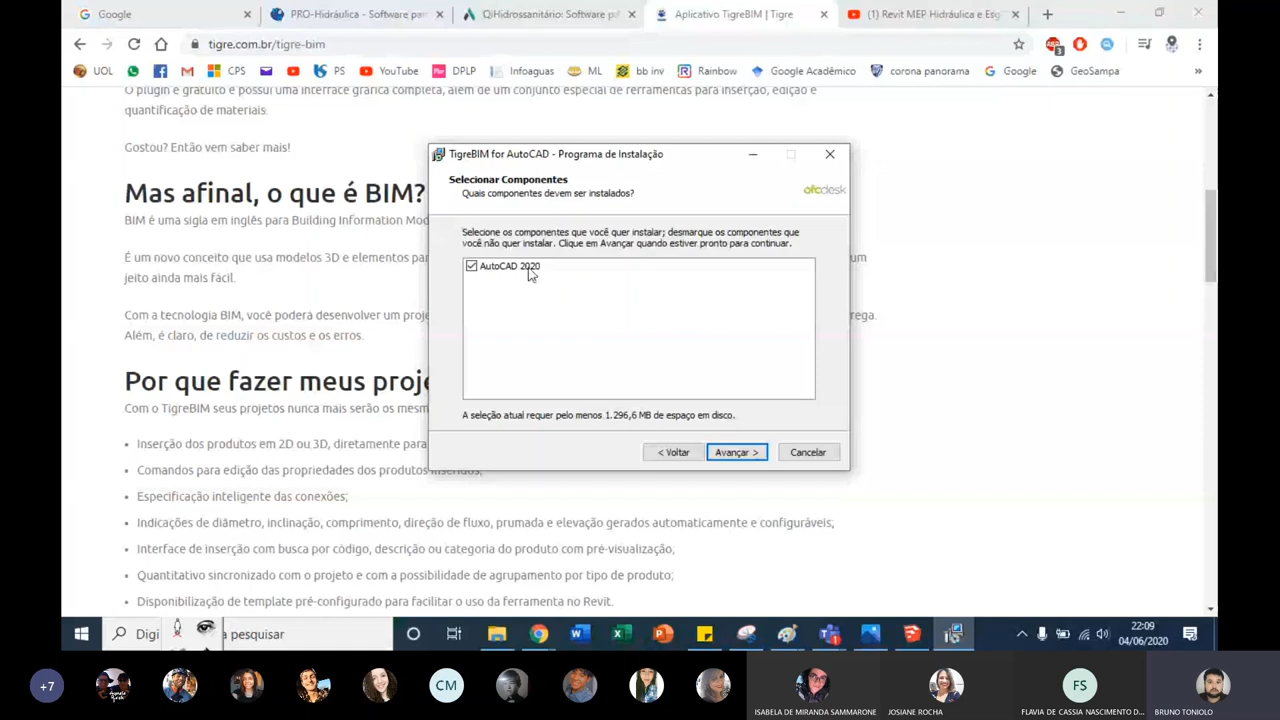 Google
PRO-Hidráulica - Software para
QiHidrossanitário: Software pa
Aplicativo TigreBIM | Tigre
(1) Revit MEP Hidráulica e Esg
tigre.com.br/tigre-bim
3
UOL
CPS
PS
YouTube
DPLP
Infoaguas
ML
bb inv
Rainbow
Google Acadêmico
corona panorama
Google
GeoSampa
»
O plugin é gratuito e possui uma interface gráfica completa, além de um conjunto especial de ferramentas para inserção, edição e
quantificação de materiais.
Gostou? Então vem saber mais!
Mas afinal, o que é BIM?
BIM é uma sigla em inglês para Building Information Mod
É um novo conceito que usa modelos 3D e elementos par
um
jeito ainda mais fácil.
Com a tecnologia BIM, você poderá desenvolver um proje
rega.
Além, é claro, de reduzir os custos e os erros.
Por que fazer meus proje
Com o TigreBIM seus projetos nunca mais serão os mesm
• Inserção dos produtos em 2D ou 3D, diretamente para
• Comandos para edição das propriedades dos produtos inseridos;
• Especificação inteligente das conexões;
• Indicações de diâmetro, inclinação, comprimento, direção de fluxo, prumada e elevação gerados automaticamente e configuráveis;
• Interface de inserção com busca por código, descrição ou categoria do produto com pré-visualização;
• Quantitativo sincronizado com o projeto e com a possibilidade de agrupamento por tipo de produto;
• Disponibilização de template pré-configurado para facilitar o uso da ferramenta no Revit.
TigreBIM for AutoCAD - Programa de Instalação
Selecionar Componentes
Quais componentes devem ser instalados?
ofcdesk
Selecione os componentes que você quer instalar; desmarque os componentes que
você não quer instalar. Clique em Avançar quando estiver pronto para continuar.
AutoCAD 2020
A seleção atual requer pelo menos 1.296,6 MB de espaço em disco.
< Voltar
Avançar >
Cancelar
Digi
a pesquisar
22:09
04/06/2020
+7
CM
FS
ISABELA DE MIRANDA SAMMARONE
JOSIANE ROCHA
FLAVIA DE CASSIA NASCIMENTO D...
BRUNO TONIOLO